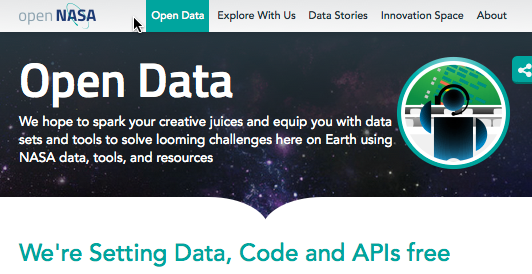 open NASA
Open Data
Explore With Us
Data Stories
Innovation Space
About
Open Data
We hope to spark your creative juices and equip you with data
sets and tools to solve looming challenges here on Earth using
NASA data, tools, and resources
We're Setting Data, Code and APIs free